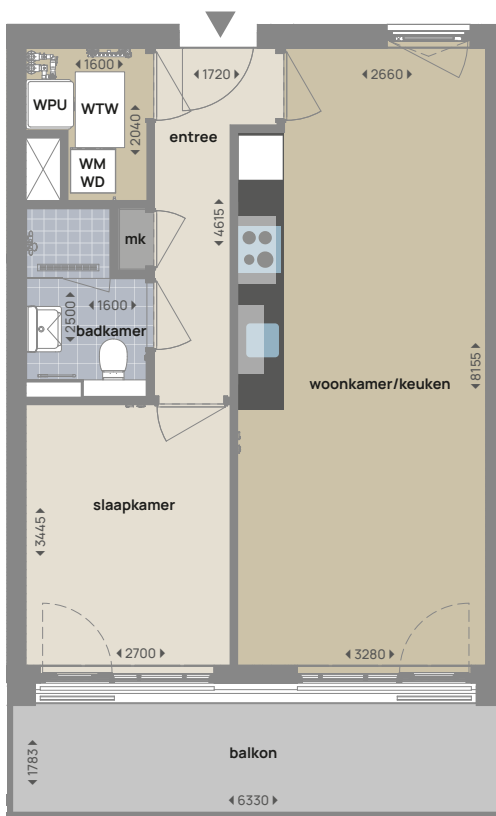 1600
1720
2660
WPU
WTW
2040
entree
WM
WD
4615
mk
1600
2500
badkamer
8155
woonkamer/keuken
slaapkamer
3445
2700
3280
balkon
1783
6330